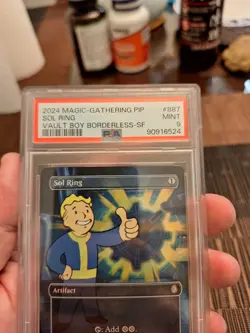 2024 MAGIC-GATHERING PIP #887
SOL RING MINT
VAULT BOY BORDERLESS-SF 9
PSA 90916524
Sol Ring 1
Artifact
: Add